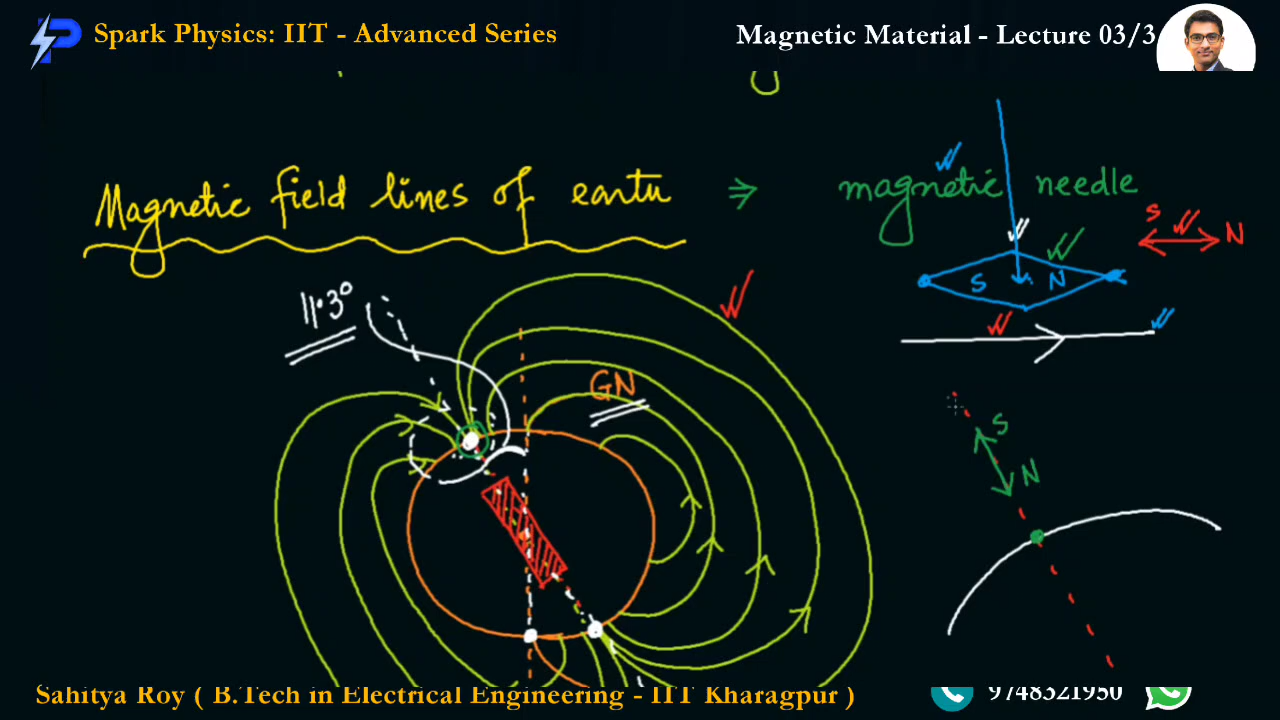 Spark Physics: IIT - Advanced Series
Magnetic Material - Lecture 03/3
Magnetic field lines of earth ⇒ magnetic needle
S N
S N
11.3°
GN
S
N
Sahitya Roy ( B.Tech in Electrical Engineering - IIT Kharagpur )
9748321950